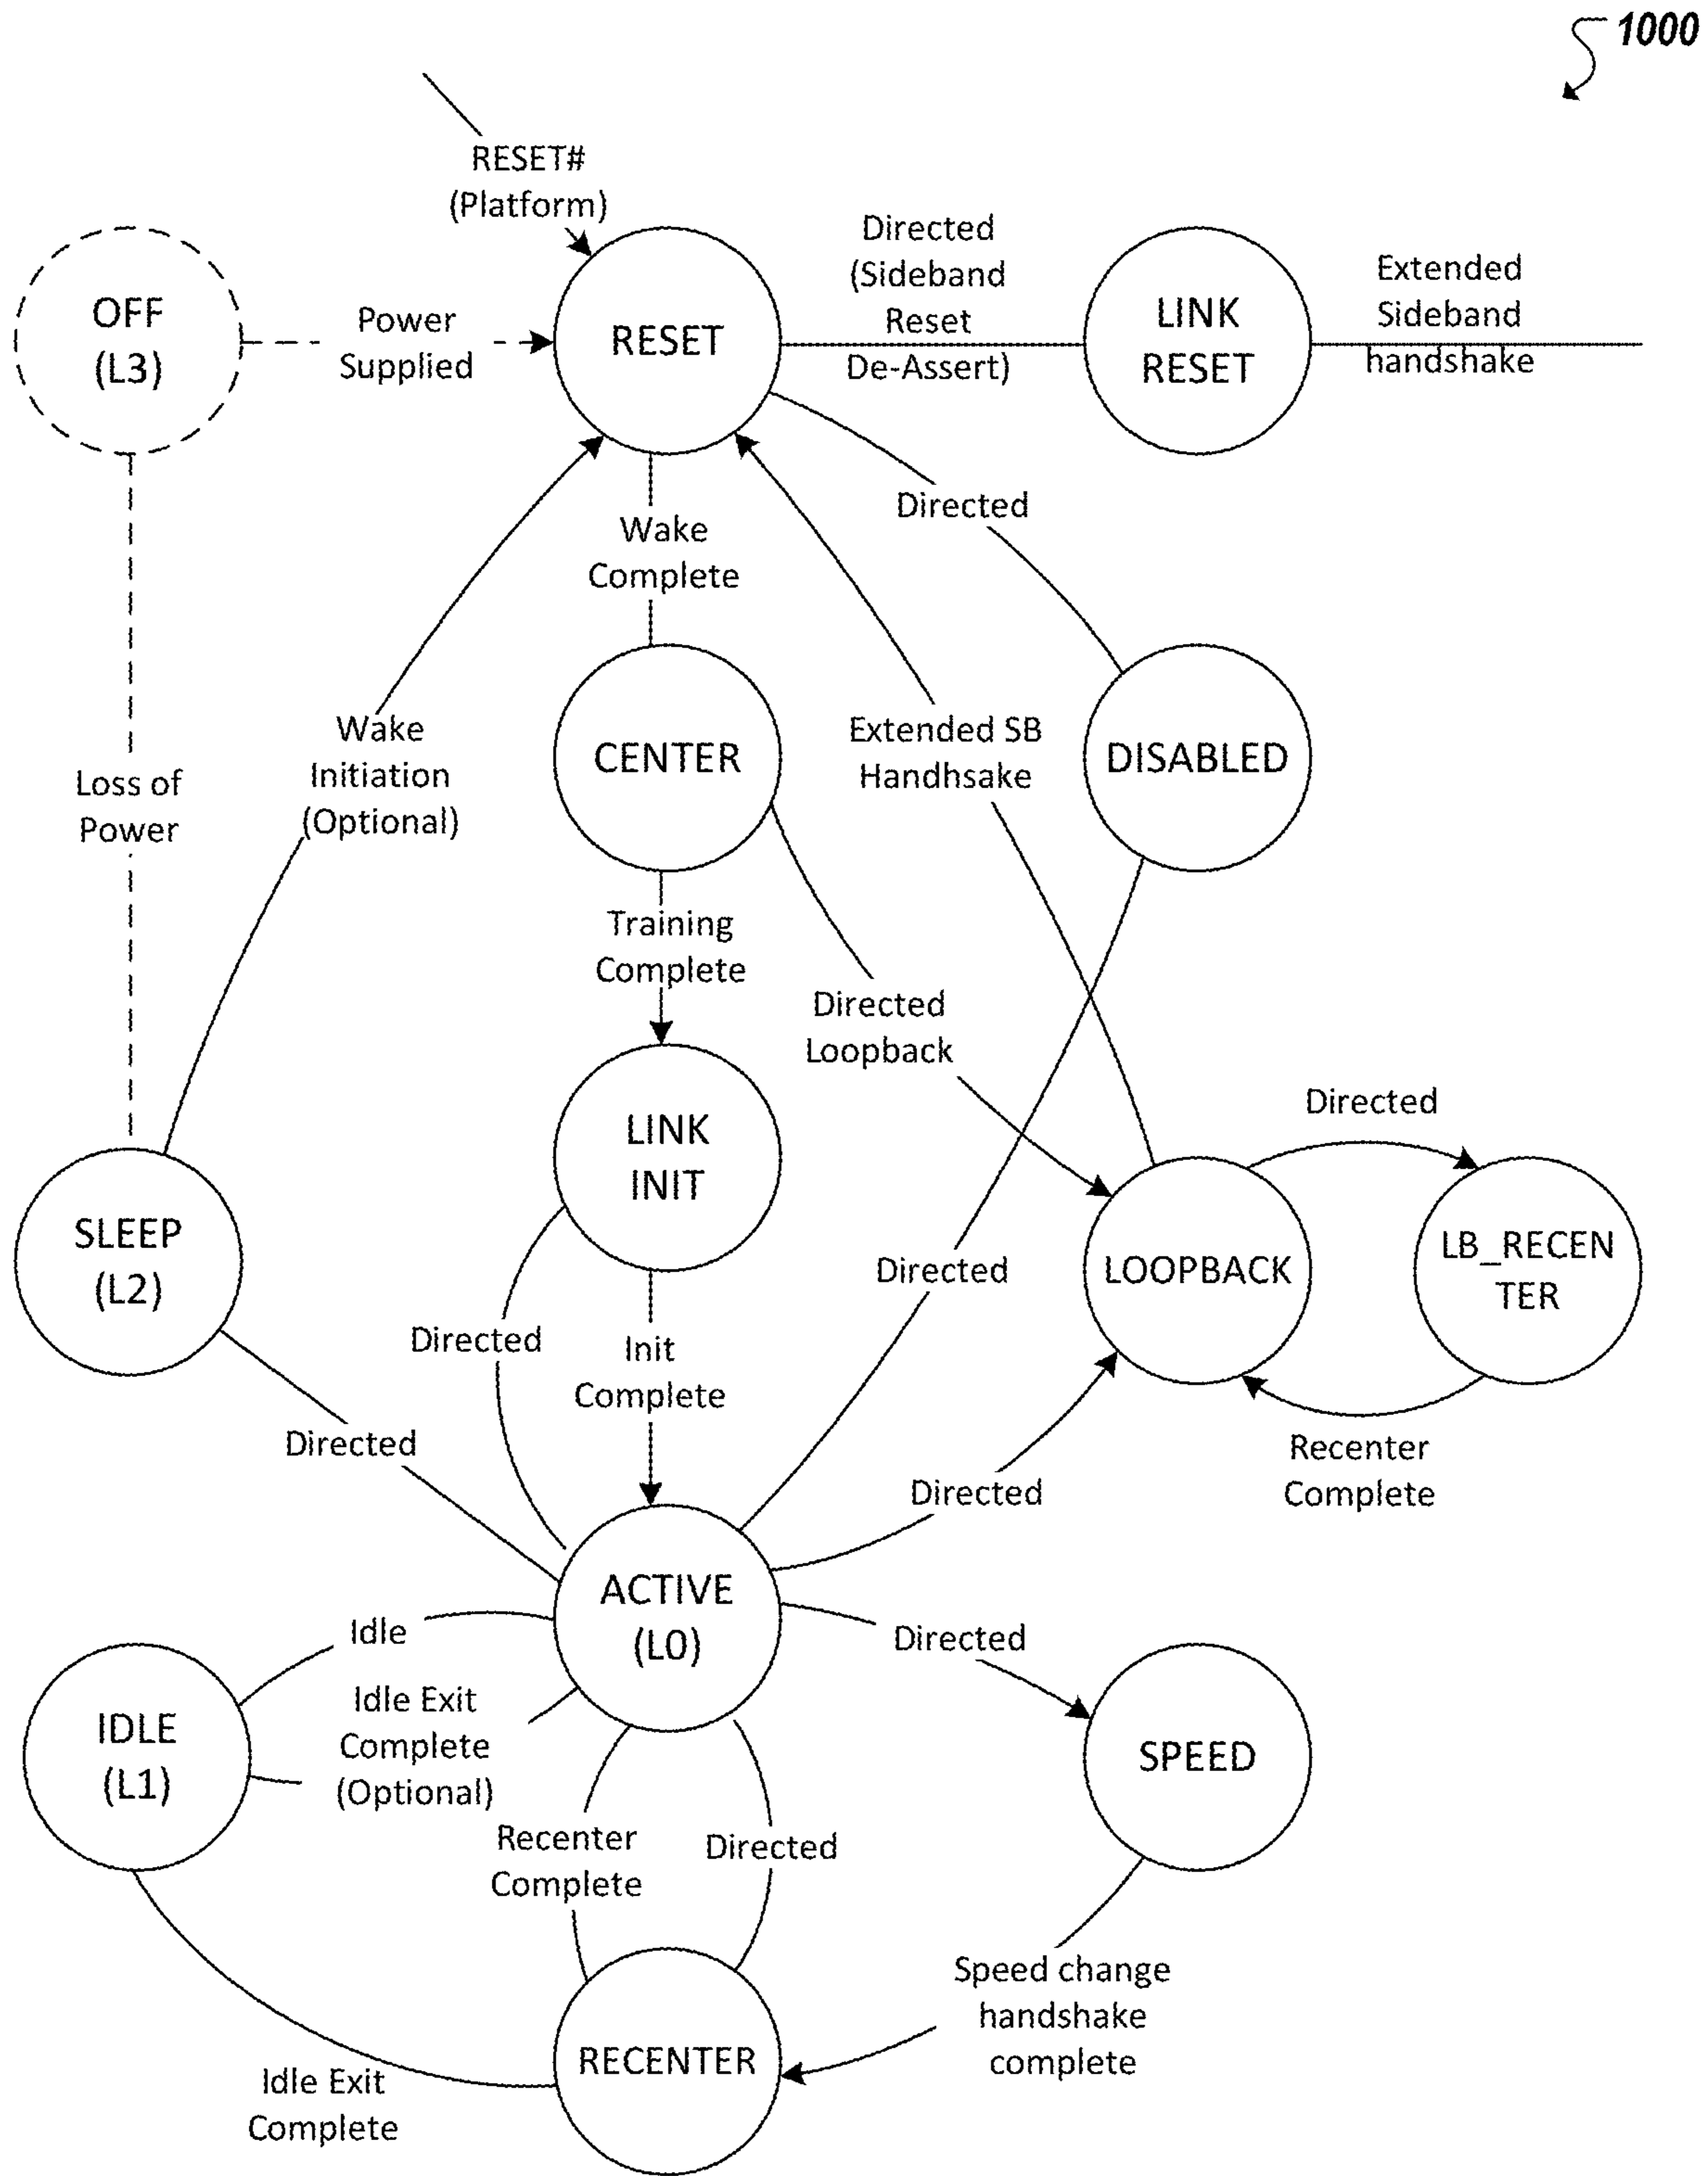 1000
RESET#
(Platform)
OFF
(L3)
Power
Supplied
RESET
Directed
(Sideband
Reset
De-Assert)
LINK
RESET
Extended
Sideband
handshake
Directed
Wake
Complete
Wake
Initiation
(Optional)
Loss of
Power
CENTER
Extended SB
Handhsake
DISABLED
Training
Complete
Directed
Loopback
LINK
INIT
Directed
SLEEP
(L2)
Directed
LOOPBACK
LB_RECEN
TER
Directed
Init
Complete
Directed
Directed
Recenter
Complete
ACTIVE
(L0)
Idle
Directed
IDLE
(L1)
Idle Exit
Complete
(Optional)
SPEED
Recenter
Complete
Directed
Speed change
handshake
complete
RECENTER
Idle Exit
Complete